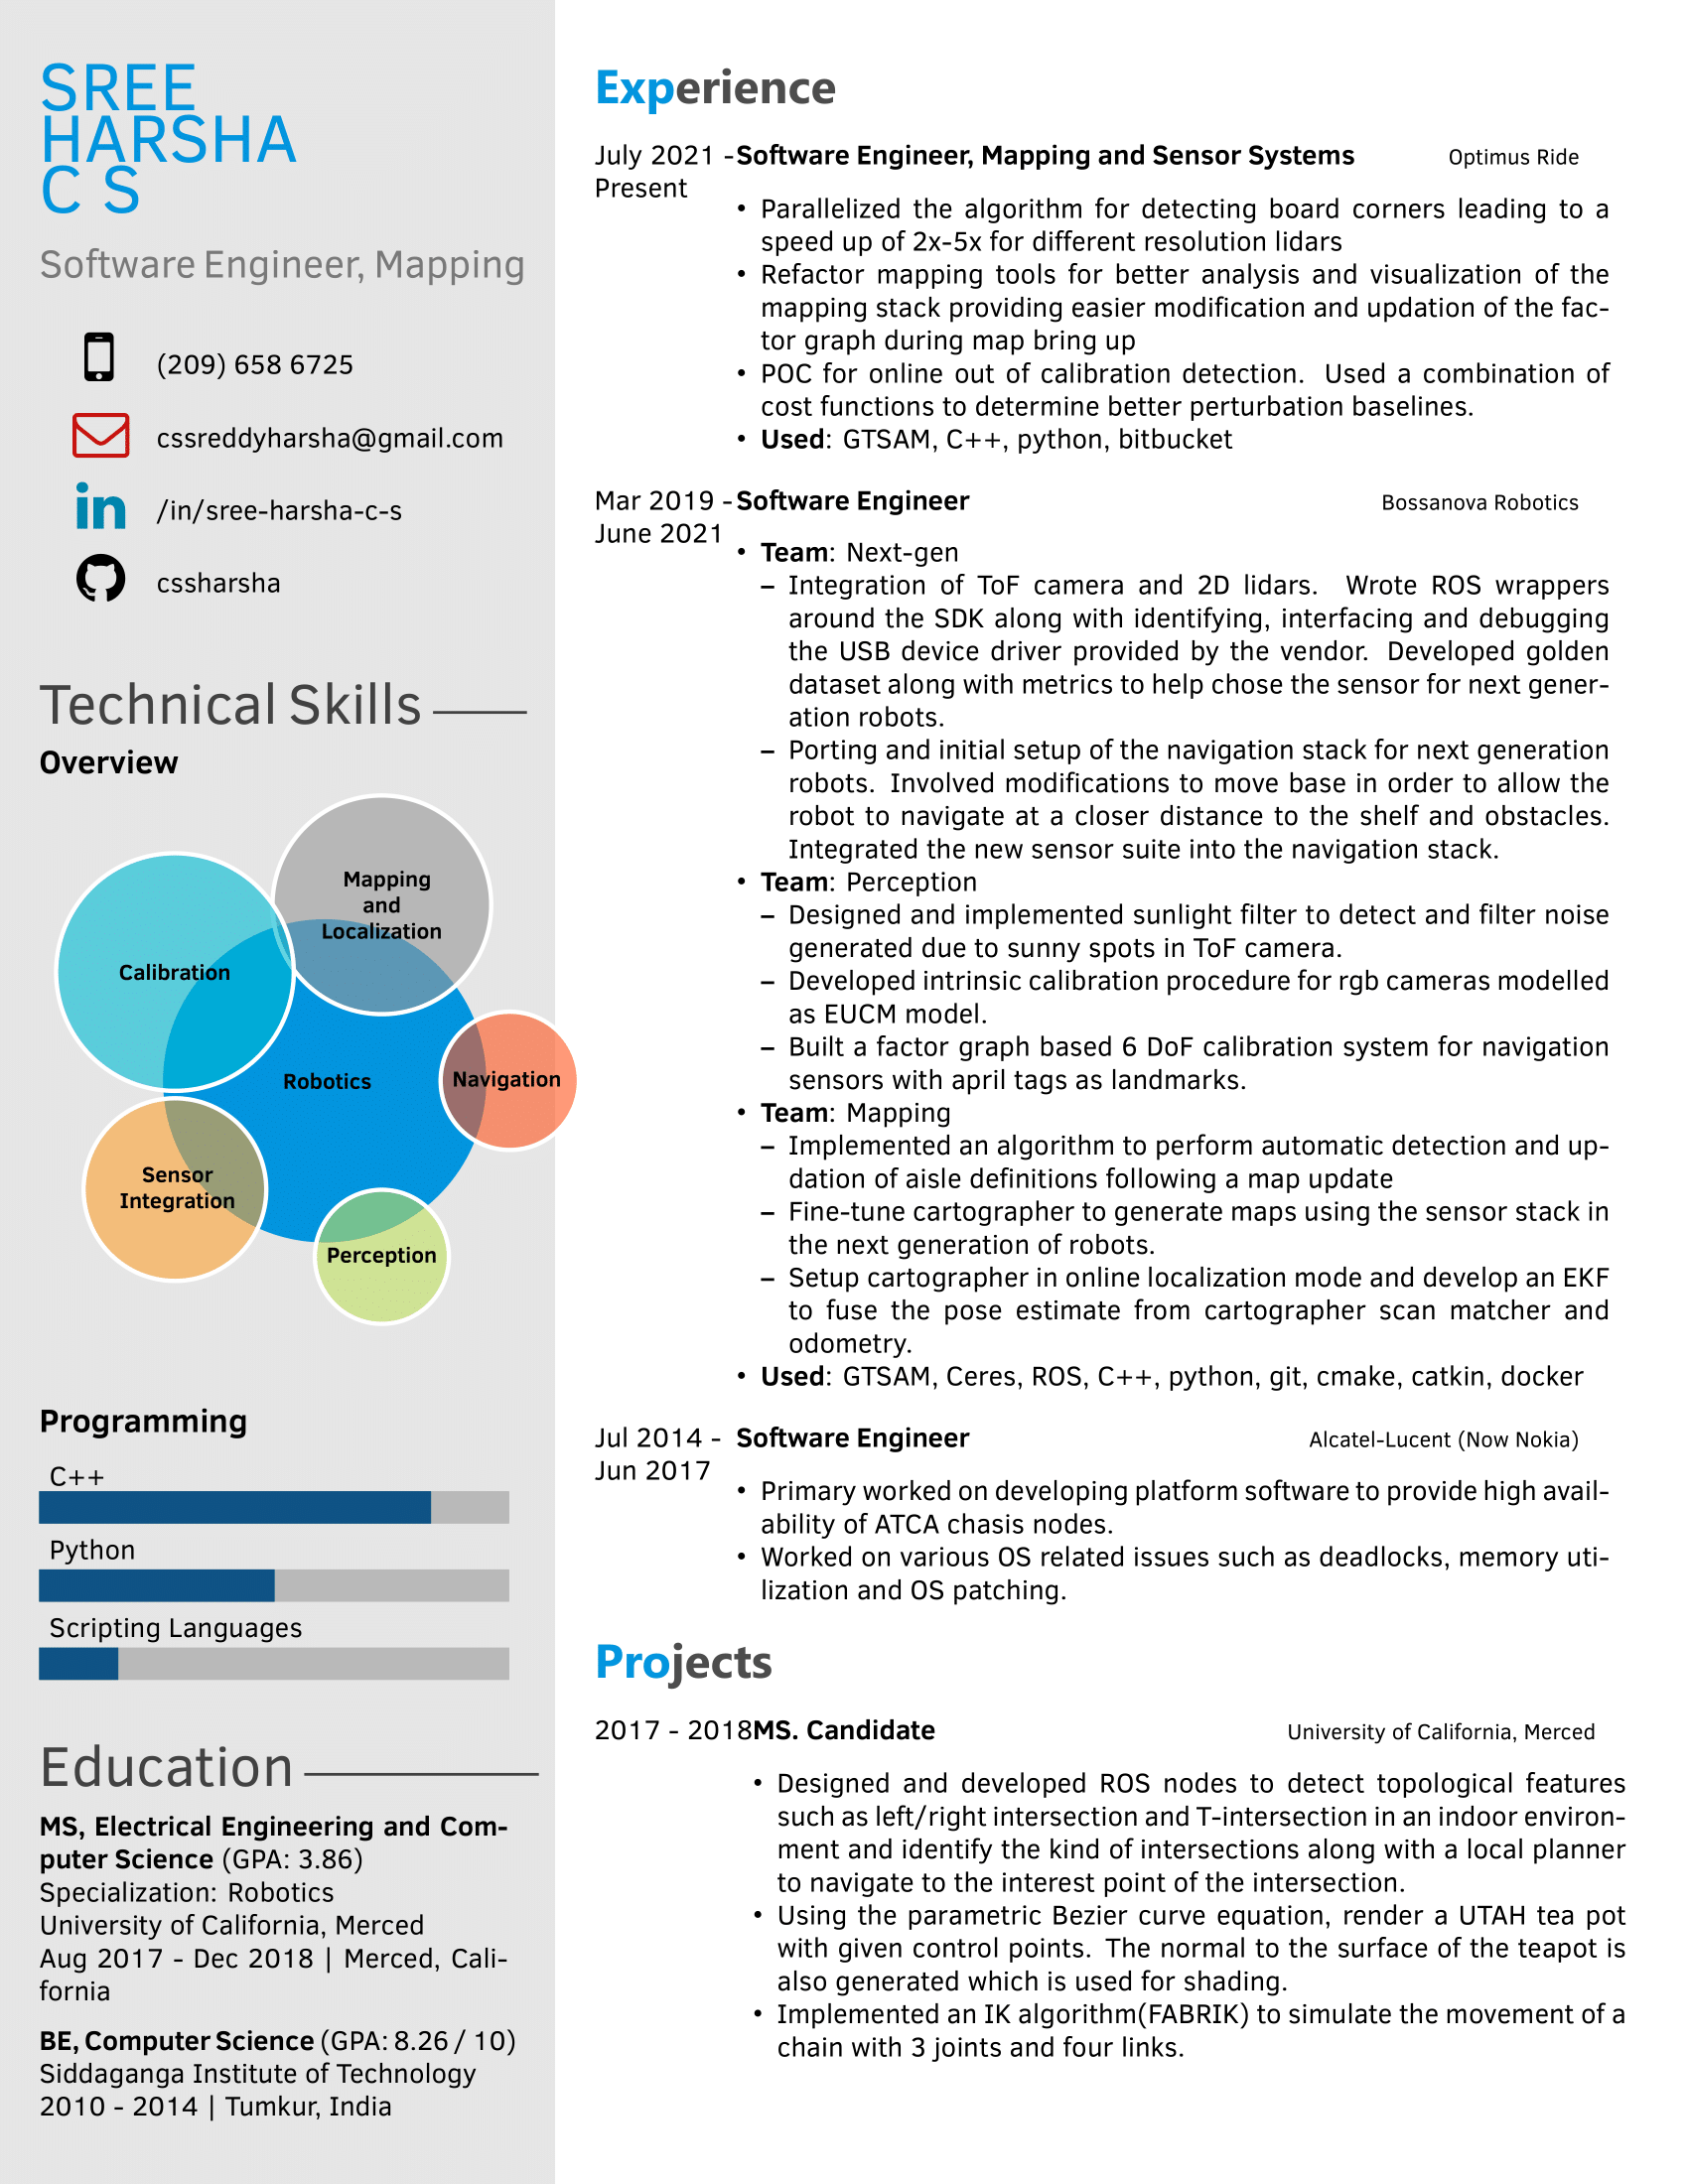 SREE
HARSHA
C S
Software Engineer, Mapping
(209) 658 6725
cssreddyharsha@gmail.com
/in/sree-harsha-c-s
cssharsha
Technical Skills
Overview
Mapping
and
Localization
Calibration
Robotics
Navigation
Sensor
Integration
Perception
Programming
C++
Python
Scripting Languages
Education
MS, Electrical Engineering and Com-
puter Science (GPA: 3.86)
Specialization: Robotics
University of California, Merced
Aug 2017 - Dec 2018 | Merced, Cali-
fornia
BE, Computer Science (GPA: 8.26 / 10)
Siddaganga Institute of Technology
2010 - 2014 | Tumkur, India
Experience
July 2021 - Software Engineer, Mapping and Sensor Systems Optimus Ride
Present
• Parallelized the algorithm for detecting board corners leading to a
speed up of 2x-5x for different resolution lidars
• Refactor mapping tools for better analysis and visualization of the
mapping stack providing easier modification and updation of the fac-
tor graph during map bring up
• POC for online out of calibration detection. Used a combination of
cost functions to determine better perturbation baselines.
• Used: GTSAM, C++, python, bitbucket
Mar 2019 - Software Engineer Bossanova Robotics
June 2021
• Team: Next-gen
– Integration of ToF camera and 2D lidars. Wrote ROS wrappers
around the SDK along with identifying, interfacing and debugging
the USB device driver provided by the vendor. Developed golden
dataset along with metrics to help chose the sensor for next gener-
ation robots.
– Porting and initial setup of the navigation stack for next generation
robots. Involved modifications to move base in order to allow the
robot to navigate at a closer distance to the shelf and obstacles.
Integrated the new sensor suite into the navigation stack.
• Team: Perception
– Designed and implemented sunlight filter to detect and filter noise
generated due to sunny spots in ToF camera.
– Developed intrinsic calibration procedure for rgb cameras modelled
as EUCM model.
– Built a factor graph based 6 DoF calibration system for navigation
sensors with april tags as landmarks.
• Team: Mapping
– Implemented an algorithm to perform automatic detection and up-
dation of aisle definitions following a map update
– Fine-tune cartographer to generate maps using the sensor stack in
the next generation of robots.
– Setup cartographer in online localization mode and develop an EKF
to fuse the pose estimate from cartographer scan matcher and
odometry.
• Used: GTSAM, Ceres, ROS, C++, python, git, cmake, catkin, docker
Jul 2014 - Software Engineer Alcatel-Lucent (Now Nokia)
Jun 2017
• Primary worked on developing platform software to provide high avail-
ability of ATCA chasis nodes.
• Worked on various OS related issues such as deadlocks, memory uti-
lization and OS patching.
Projects
2017 - 2018 MS. Candidate University of California, Merced
• Designed and developed ROS nodes to detect topological features
such as left/right intersection and T-intersection in an indoor environ-
ment and identify the kind of intersections along with a local planner
to navigate to the interest point of the intersection.
• Using the parametric Bezier curve equation, render a UTAH tea pot
with given control points. The normal to the surface of the teapot is
also generated which is used for shading.
• Implemented an IK algorithm(FABRIK) to simulate the movement of a
chain with 3 joints and four links.